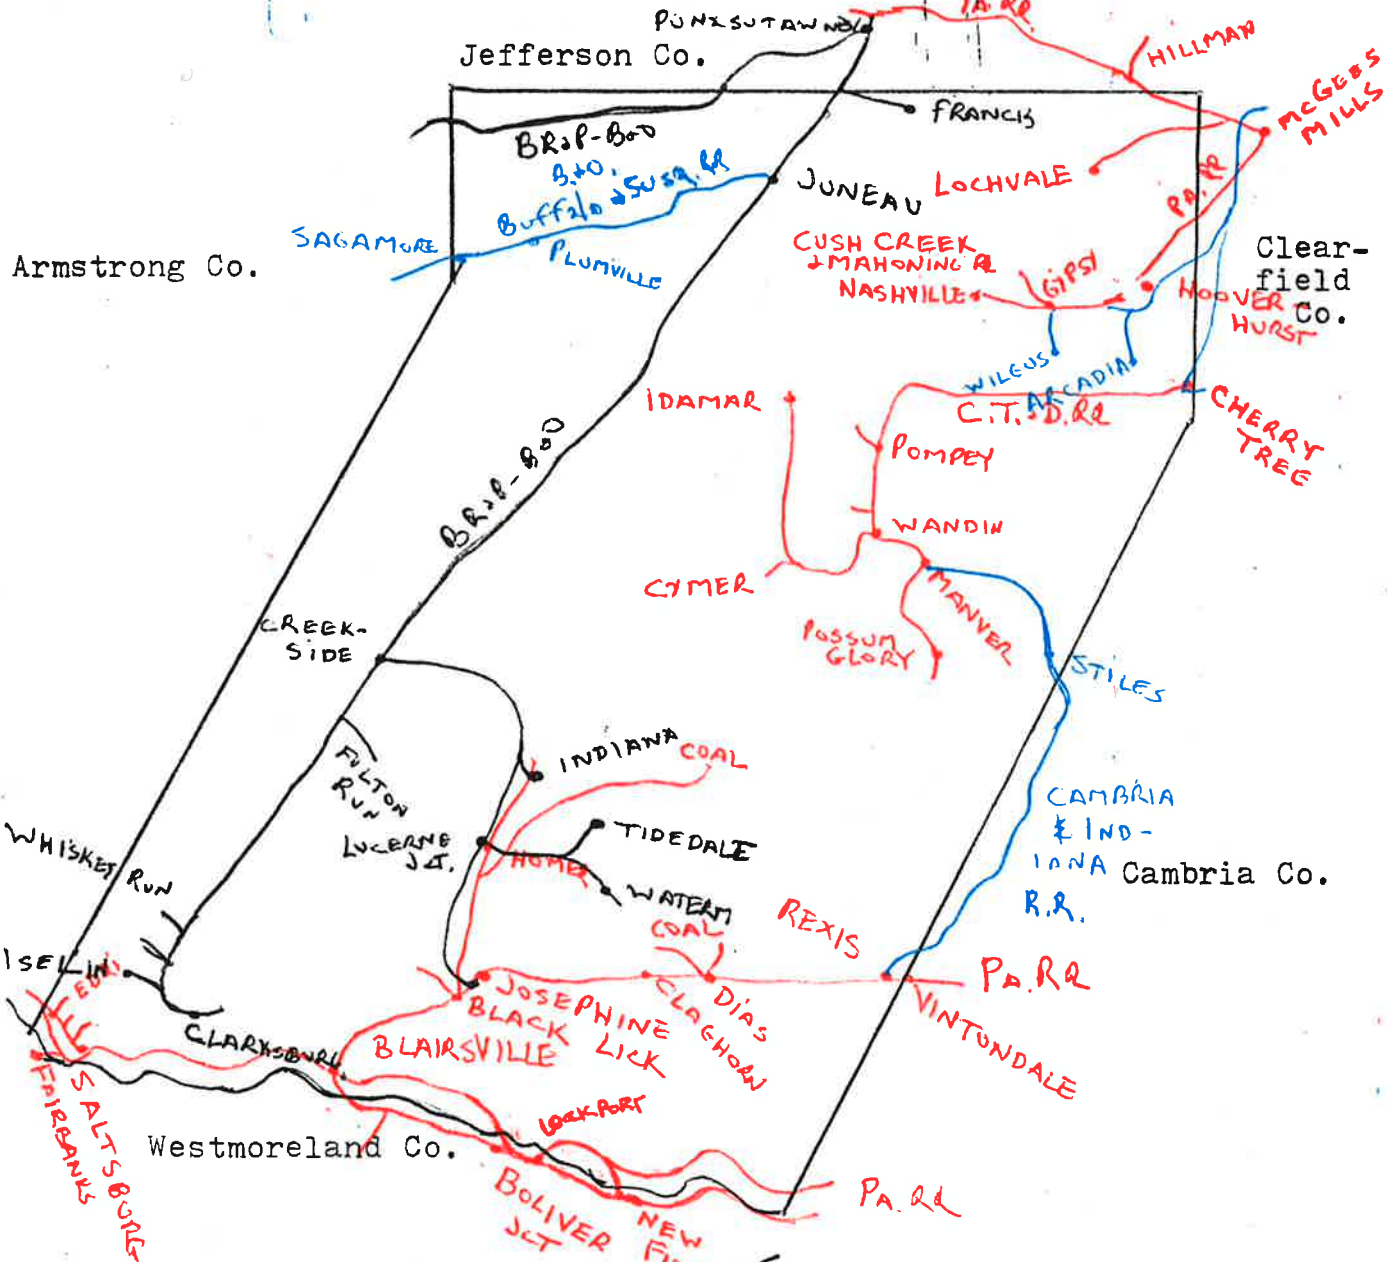 PA. RR
PUNXSUTAWNEY
Jefferson Co.
HILLMAN
McGEES
MILLS
FRANCIS
BR&P-B&O
B.&O.
Buffalo & SUSQ. RR
JUNEAU
LOCHVALE
PA. RR
SAGAMORE
PLUMVILLE
Armstrong Co.
CUSH CREEK
& MAHONING R
NASHVILLE
GYPSY
HOOVER
HURST
Clear-
field
Co.
WILGUS
ARCADIA
C.T.&D.RR
CHERRY
TREE
IDAMAR
POMPEY
BR&P-B&O
WANDIN
CYMER
MANVER
POSSUM
GLORY
CREEK-
SIDE
STILES
INDIANA
COAL
FULTON
RUN
LUCERNE
JCT.
HOMER
TIDEDALE
WATERM
CAMBRIA
& IND-
IANA
R.R.
Cambria Co.
WHISKEY RUN
COAL
REXIS
ISELIN
PA.RR
JOSEPHINE
CLAGHORN
DIAS
VINTONDALE
BLACK
LICK
CLARKSBURG
BLAIRSVILLE
FAIRBANKS
SALTSBURG
LOCKPORT
Westmoreland Co.
BOLIVER
JCT
NEW
PA. RR